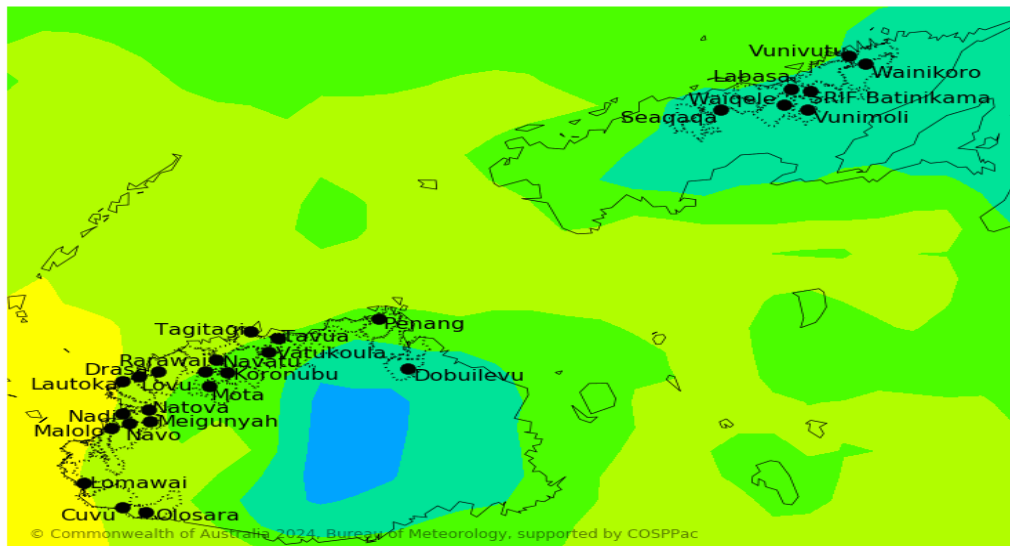 Vunivutu
Wainikoro
Labasa
Waiqele
SRIF Batinikama
Seaqaqa
Vunimoli
Tagitagi
Penang
Tavua
Vatukoula
Rarawai
Navatu
Drasa
Koronubu
Dobuilevu
Lautoka
Lovu
Mota
Natova
Nadi
Meigunyah
Malolo
Navo
Lomawai
Cuvu
Olosara
© Commonwealth of Australia 2024, Bureau of Meteorology, supported by COSPPac